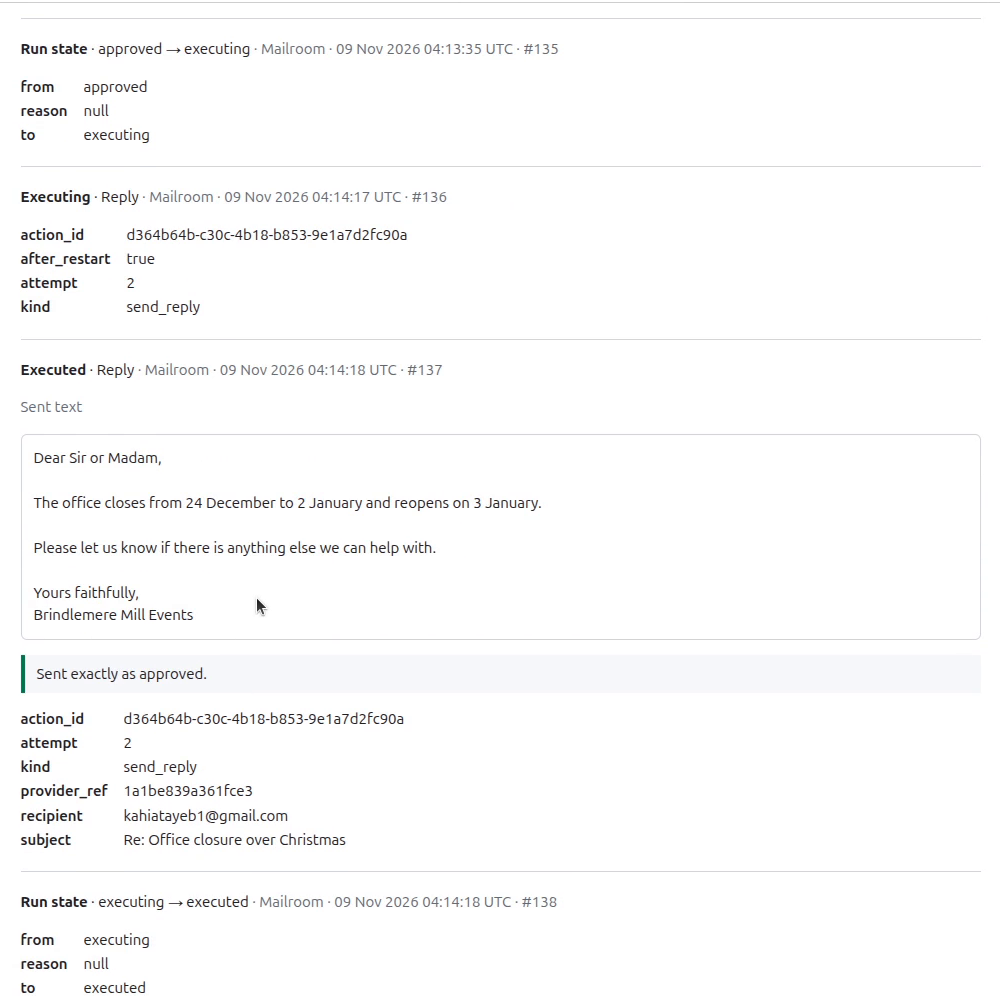 Run state · approved → executing · Mailroom · 09 Nov 2026 04:13:35 UTC · #135
from approved
reason null
to executing
Executing · Reply · Mailroom · 09 Nov 2026 04:14:17 UTC · #136
action_id d364b64b-c30c-4b18-b853-9e1a7d2fc90a
after_restart true
attempt 2
kind send_reply
Executed · Reply · Mailroom · 09 Nov 2026 04:14:18 UTC · #137
Sent text
Dear Sir or Madam,
The office closes from 24 December to 2 January and reopens on 3 January.
Please let us know if there is anything else we can help with.
Yours faithfully,
Brindlemere Mill Events
Sent exactly as approved.
action_id d364b64b-c30c-4b18-b853-9e1a7d2fc90a
attempt 2
kind send_reply
provider_ref 1a1be839a361fce3
recipient kahiatayeb1@gmail.com
subject Re: Office closure over Christmas
Run state · executing → executed · Mailroom · 09 Nov 2026 04:14:18 UTC · #138
from executing
reason null
to executed